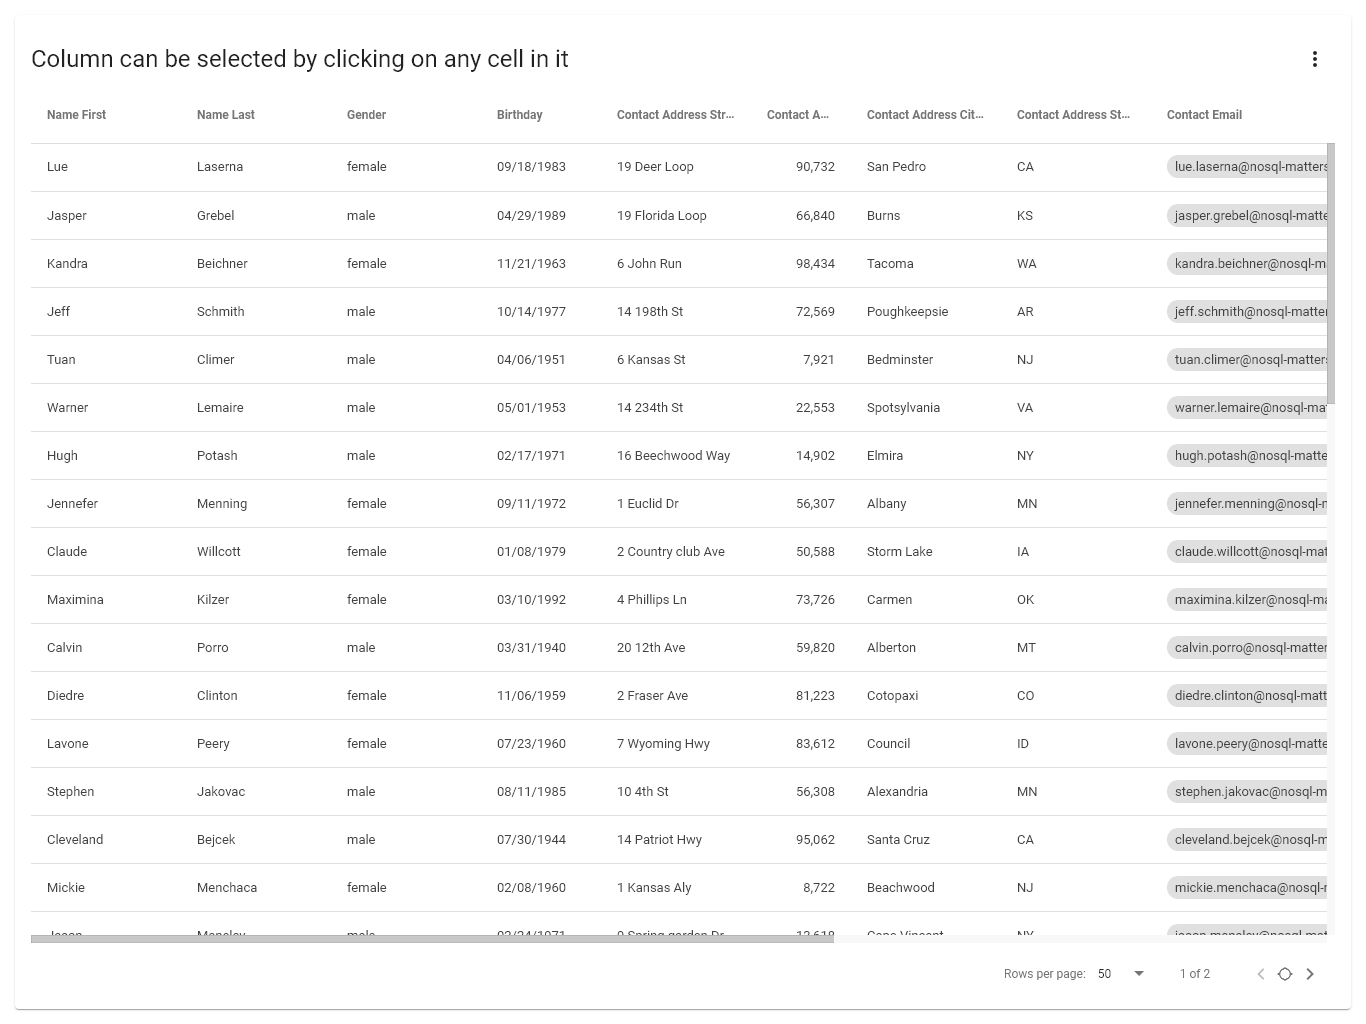 Column can be selected by clicking on any cell in it
Name First Name Last Gender Birthday Contact Address Str... Contact A... Contact Address Cit... Contact Address St... Contact Email
Lue Laserna female 09/18/1983 19 Deer Loop 90,732 San Pedro CA lue.laserna@nosql-matters
Jasper Grebel male 04/29/1989 19 Florida Loop 66,840 Burns KS jasper.grebel@nosql-matte
Kandra Beichner female 11/21/1963 6 John Run 98,434 Tacoma WA kandra.beichner@nosql-m
Jeff Schmith male 10/14/1977 14 198th St 72,569 Poughkeepsie AR jeff.schmith@nosql-matter
Tuan Climer male 04/06/1951 6 Kansas St 7,921 Bedminster NJ tuan.climer@nosql-matters
Warner Lemaire male 05/01/1953 14 234th St 22,553 Spotsylvania VA warner.lemaire@nosql-mat
Hugh Potash male 02/17/1971 16 Beechwood Way 14,902 Elmira NY hugh.potash@nosql-matte
Jennefer Menning female 09/11/1972 1 Euclid Dr 56,307 Albany MN jennefer.menning@nosql-n
Claude Willcott female 01/08/1979 2 Country club Ave 50,588 Storm Lake IA claude.willcott@nosql-mat
Maximina Kilzer female 03/10/1992 4 Phillips Ln 73,726 Carmen OK maximina.kilzer@nosql-ma
Calvin Porro male 03/31/1940 20 12th Ave 59,820 Alberton MT calvin.porro@nosql-matter
Diedre Clinton female 11/06/1959 2 Fraser Ave 81,223 Cotopaxi CO diedre.clinton@nosql-matt
Lavone Peery female 07/23/1960 7 Wyoming Hwy 83,612 Council ID lavone.peery@nosql-matte
Stephen Jakovac male 08/11/1985 10 4th St 56,308 Alexandria MN stephen.jakovac@nosql-m
Cleveland Bejcek male 07/30/1944 14 Patriot Hwy 95,062 Santa Cruz CA cleveland.bejcek@nosql-m
Mickie Menchaca female 02/08/1960 1 Kansas Aly 8,722 Beachwood NJ mickie.menchaca@nosql-r
Rows per page: 50 1 of 2